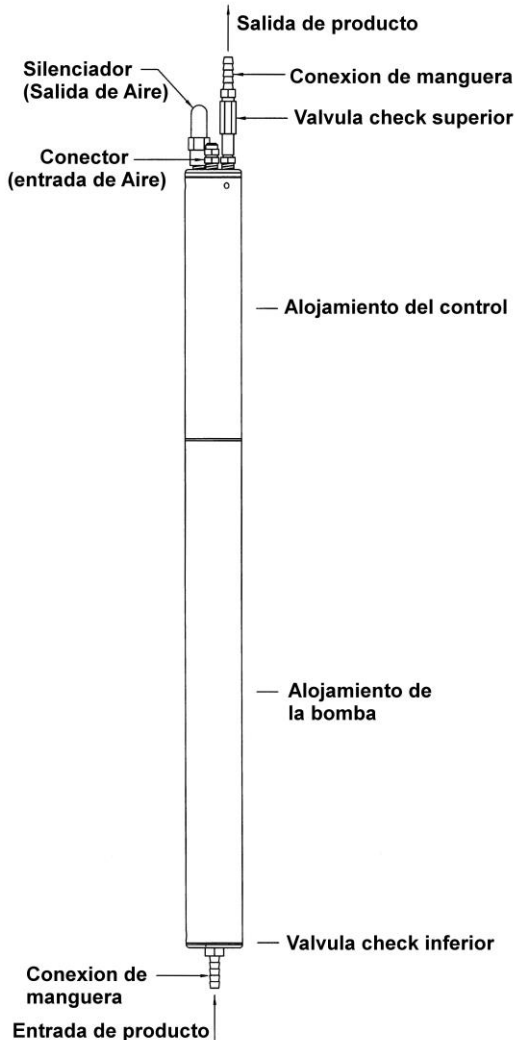 Salida de producto
Silenciador
(Salida de Aire)
Conexion de manguera
Valvula check superior
Conector
(entrada de Aire)
Alojamiento del control
Alojamiento de
la bomba
Valvula check inferior
Conexion de
manguera
Entrada de producto